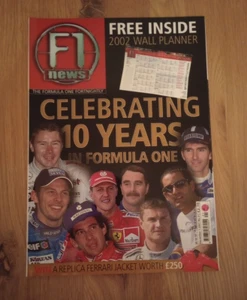 F1
news
THE FORMULA ONE FORTNIGHTLY
FREE INSIDE
2002 WALL PLANNER
CELEBRATING
10 YEARS
IN FORMULA ONE
A REPLICA FERRARI JACKET WORTH £250